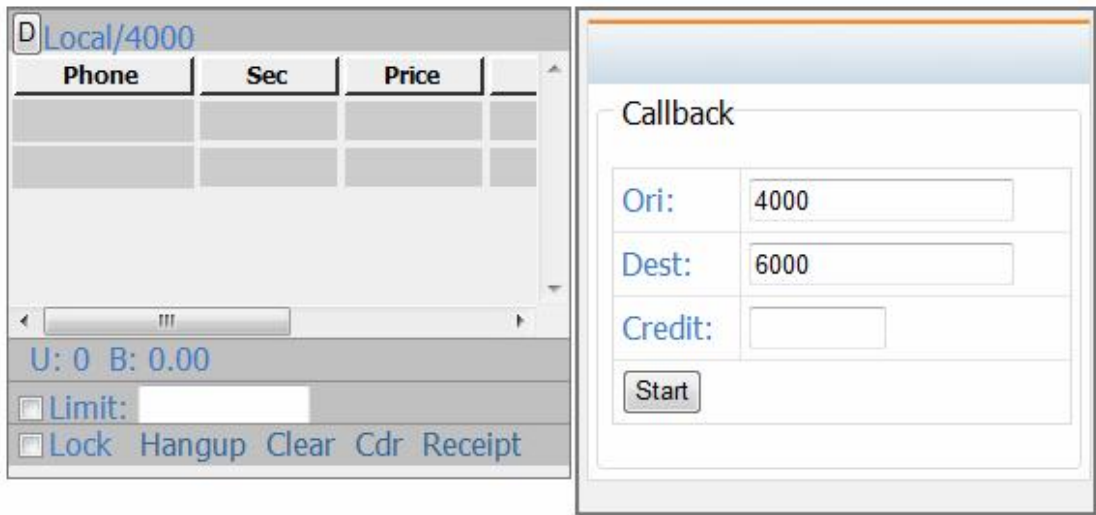 D Local/4000
Phone Sec Price
U: 0 B: 0.00
Limit:
Lock Hangup Clear Cdr Receipt
Callback
Ori: 4000
Dest: 6000
Credit:
Start